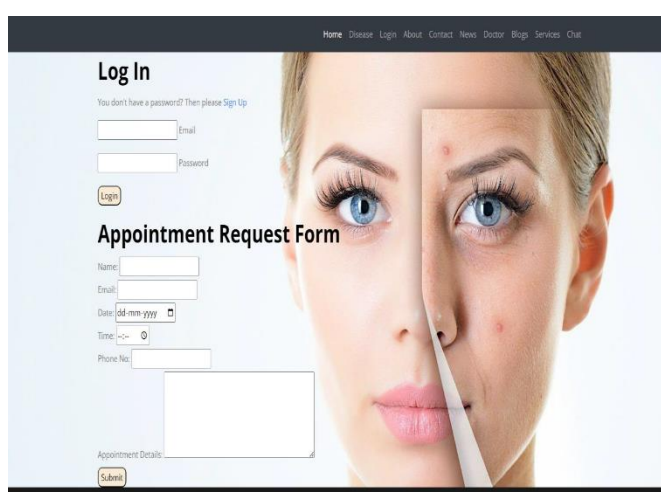 Home Disease Login About Contact News Doctor Blogs Services Chat
Log In
You don't have a password? Then please Sign Up
Email
Password
Login
Appointment Request Form
Name:
Email:
Date: dd-mm-yyyy
Time: --:--
Phone No:
Appointment Details:
Submit